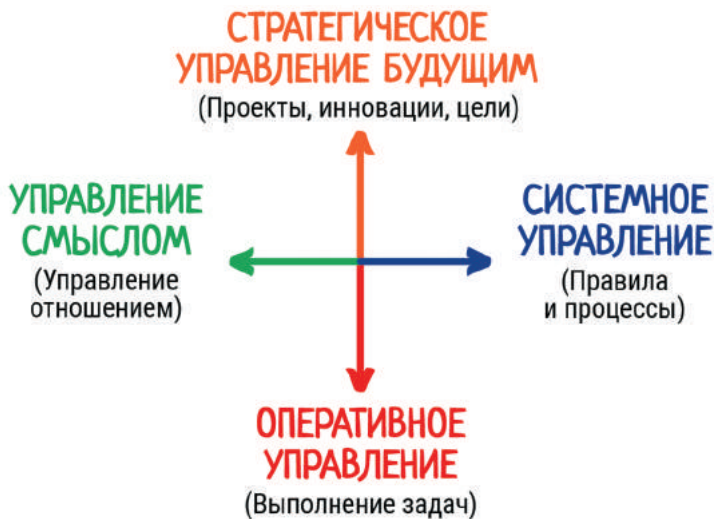 СТРАТЕГИЧЕСКОЕ
УПРАВЛЕНИЕ БУДУЩИМ
(Проекты, инновации, цели)
УПРАВЛЕНИЕ
СМЫСЛОМ
(Управление
отношением)
СИСТЕМНОЕ
УПРАВЛЕНИЕ
(Правила
и процессы)
ОПЕРАТИВНОЕ
УПРАВЛЕНИЕ
(Выполнение задач)